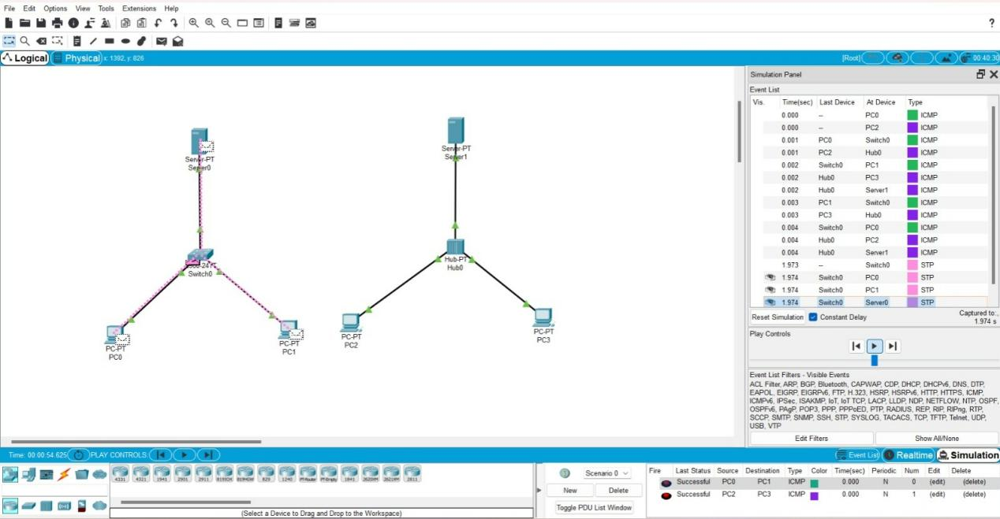 File Edit Options View Tools Extensions Help
?
Logical Physical x: 1392, y: 826 [Root] 00:40:30
Server-PT
Server0
Switch0
PC-PT
PC0
PC-PT
PC1
Server-PT
Server1
Hub-PT
Hub0
PC-PT
PC2
PC-PT
PC3
Simulation Panel
Event List
Vis. Time(sec) Last Device At Device Type
0.000 -- PC0 ICMP
0.000 -- PC2 ICMP
0.001 PC0 Switch0 ICMP
0.001 PC2 Hub0 ICMP
0.002 Switch0 PC1 ICMP
0.002 Hub0 PC3 ICMP
0.002 Hub0 Server1 ICMP
0.003 PC1 Switch0 ICMP
0.003 PC3 Hub0 ICMP
0.004 Switch0 PC0 ICMP
0.004 Hub0 PC2 ICMP
0.004 Hub0 Server1 ICMP
1.973 -- Switch0 STP
1.974 Switch0 PC0 STP
1.974 Switch0 PC1 STP
1.974 Switch0 Server0 STP
Reset Simulation Constant Delay Captured to:
1.974 s
Play Controls
Event List Filters - Visible Events
ACL Filter, ARP, BGP, Bluetooth, CAPWAP, CDP, DHCP, DHCPv6, DNS, DTP,
EAPOL, EIGRP, EIGRPv6, FTP, H.323, HSRP, HSRPv6, HTTP, HTTPS, ICMP,
ICMPv6, IPSec, ISAKMP, IoT, IoT TCP, LACP, LLDP, NDP, NETFLOW, NTP, OSPF,
OSPFv6, PAgP, POP3, PPP, PPPoED, PTP, RADIUS, REP, RIP, RIPng, RTP,
SCCP, SMTP, SNMP, SSH, STP, SYSLOG, TACACS, TCP, TFTP, Telnet, UDP,
USB, VTP
Edit Filters Show All/None
Time: 00:00:54.625 PLAY CONTROLS: Event List Realtime Simulation
4331 4321 1941 2901 2911 819IOX 819HGW 829 1240 PT-Router PT-Empty 1841 2620XM 2621XM 2811
(Select a Device to Drag and Drop to the Workspace)
Scenario 0
New Delete
Toggle PDU List Window
Fire Last Status Source Destination Type Color Time(sec) Periodic Num Edit Delete
Successful PC0 PC1 ICMP 0.000 N 0 (edit) (delete)
Successful PC2 PC3 ICMP 0.000 N 1 (edit) (delete)